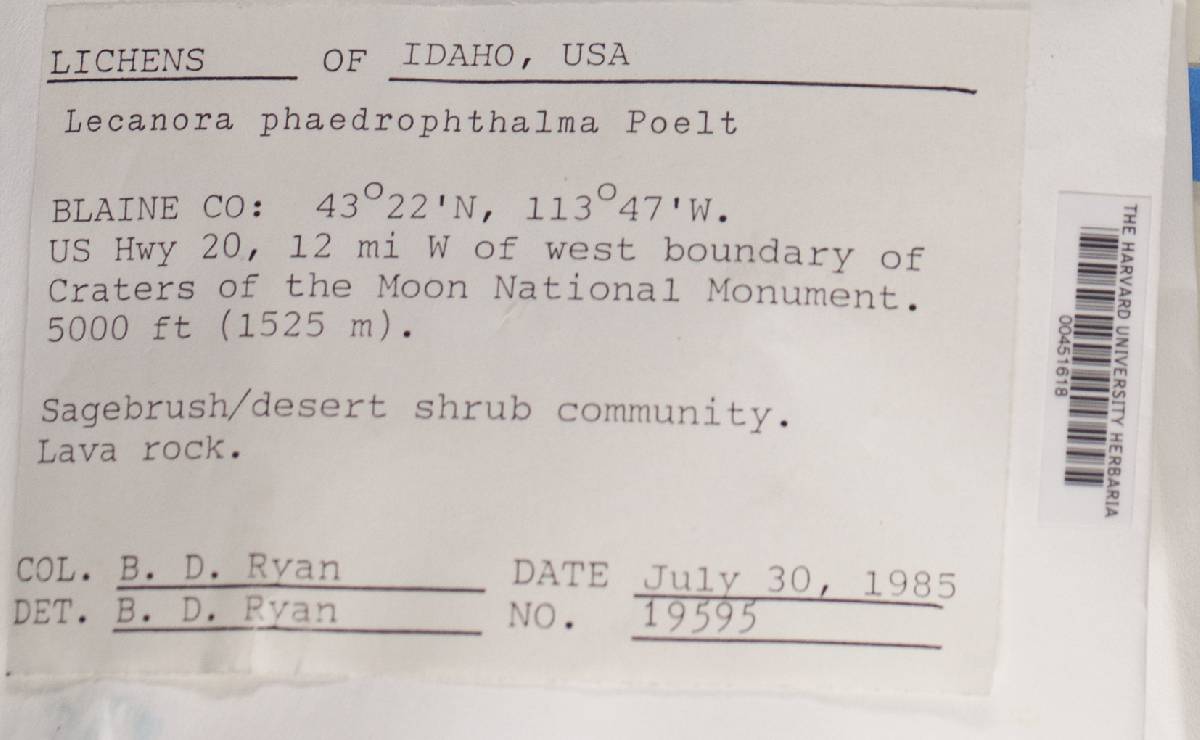 LICHENS OF IDAHO, USA
Lecanora phaedrophthalma Poelt
BLAINE CO: 43°22'N, 113°47'W.
US Hwy 20, 12 mi W of west boundary of
Craters of the Moon National Monument.
5000 ft (1525 m).
Sagebrush/desert shrub community.
Lava rock.
COL. B. D. Ryan DATE July 30, 1985
DET. B. D. Ryan NO. 19595
THE HARVARD UNIVERSITY HERBARIA
00451618